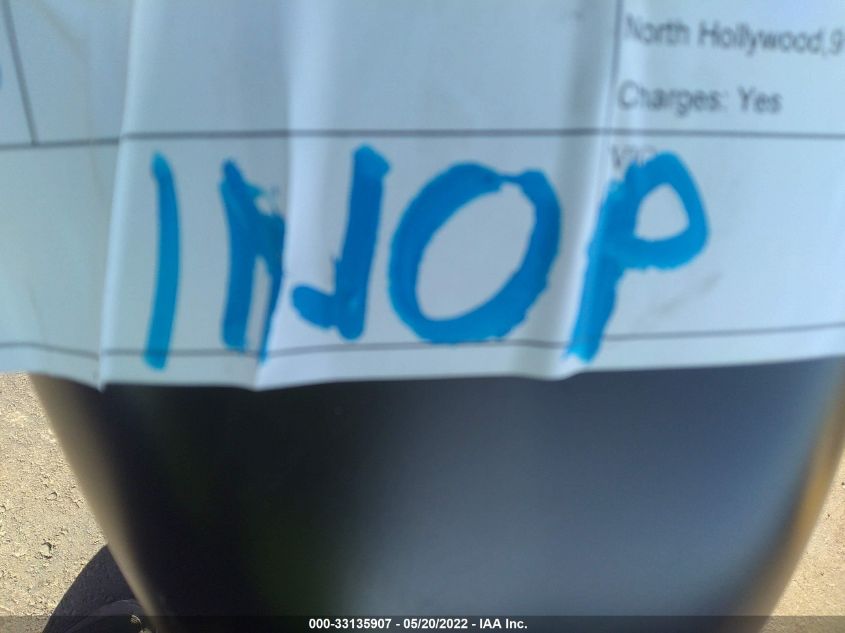 North Hollywood,9
Charges: Yes
INOP
000-33135907 - 05/20/2022 - IAA Inc.